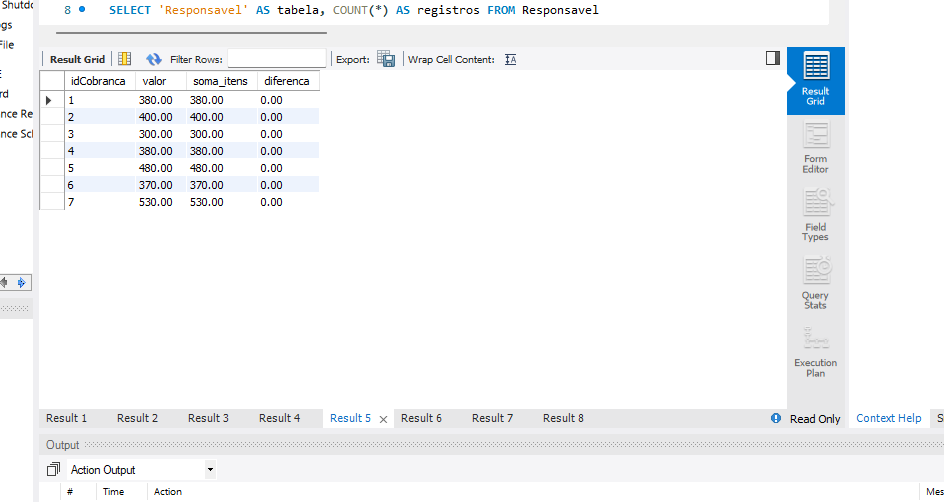 Shutdo
8 SELECT 'Responsavel' AS tabela, COUNT(*) AS registros FROM Responsavel
gs
File
E
rd
nce Re
nce Sch
Result Grid Filter Rows: Export: Wrap Cell Content: IA
idCobranca valor soma_itens diferenca
1 380.00 380.00 0.00
2 400.00 400.00 0.00
3 300.00 300.00 0.00
4 380.00 380.00 0.00
5 480.00 480.00 0.00
6 370.00 370.00 0.00
7 530.00 530.00 0.00
Result
Grid
Form
Editor
Field
Types
Query
Stats
Execution
Plan
Result 1 Result 2 Result 3 Result 4 Result 5 Result 6 Result 7 Result 8 Read Only Context Help S
Output
Action Output
# Time Action Mes